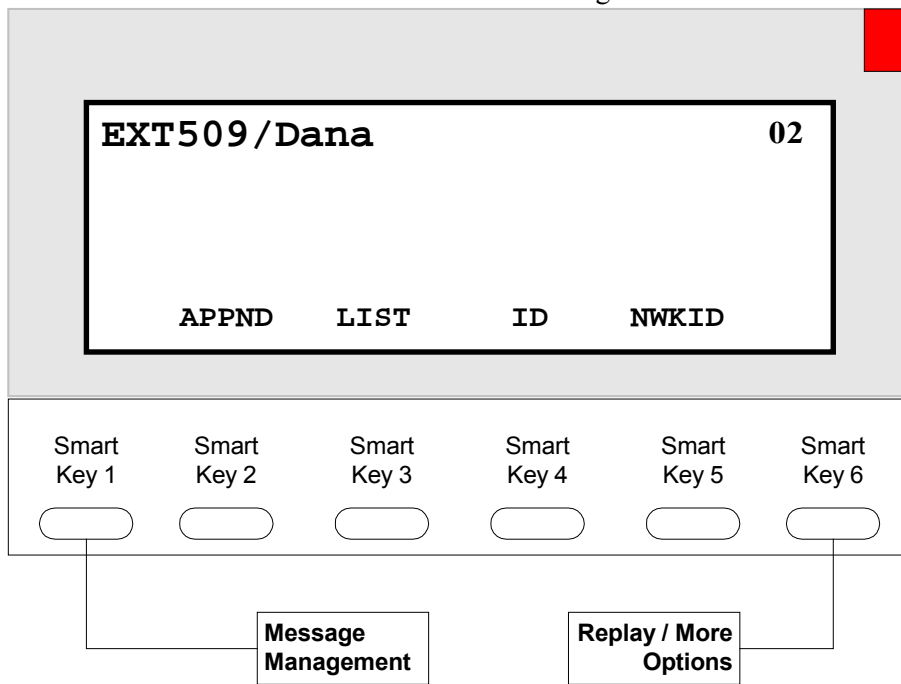 EXT509/Dana 02
APPND LIST ID NWKID
Smart Key 1 Smart Key 2 Smart Key 3 Smart Key 4 Smart Key 5 Smart Key 6
Message Management
Replay / More Options